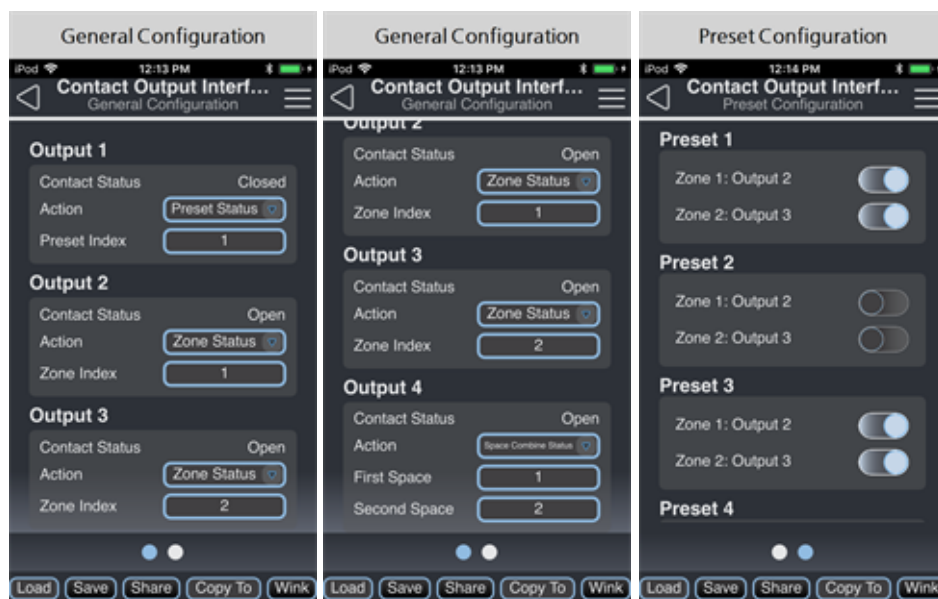 General Configuration
iPod 12:13 PM
Contact Output Interf...
General Configuration
Output 1
Contact Status Closed
Action Preset Status
Preset Index 1
Output 2
Contact Status Open
Action Zone Status
Zone Index 1
Output 3
Contact Status Open
Action Zone Status
Zone Index 2
Load Save Share Copy To Wink
General Configuration
iPod 12:13 PM
Contact Output Interf...
General Configuration
Output 2
Contact Status Open
Action Zone Status
Zone Index 1
Output 3
Contact Status Open
Action Zone Status
Zone Index 2
Output 4
Contact Status Open
Action Space Combine Status
First Space 1
Second Space 2
Load Save Share Copy To Wink
Preset Configuration
iPod 12:14 PM
Contact Output Interf...
Preset Configuration
Preset 1
Zone 1: Output 2
Zone 2: Output 3
Preset 2
Zone 1: Output 2
Zone 2: Output 3
Preset 3
Zone 1: Output 2
Zone 2: Output 3
Preset 4
Load Save Share Copy To Wink